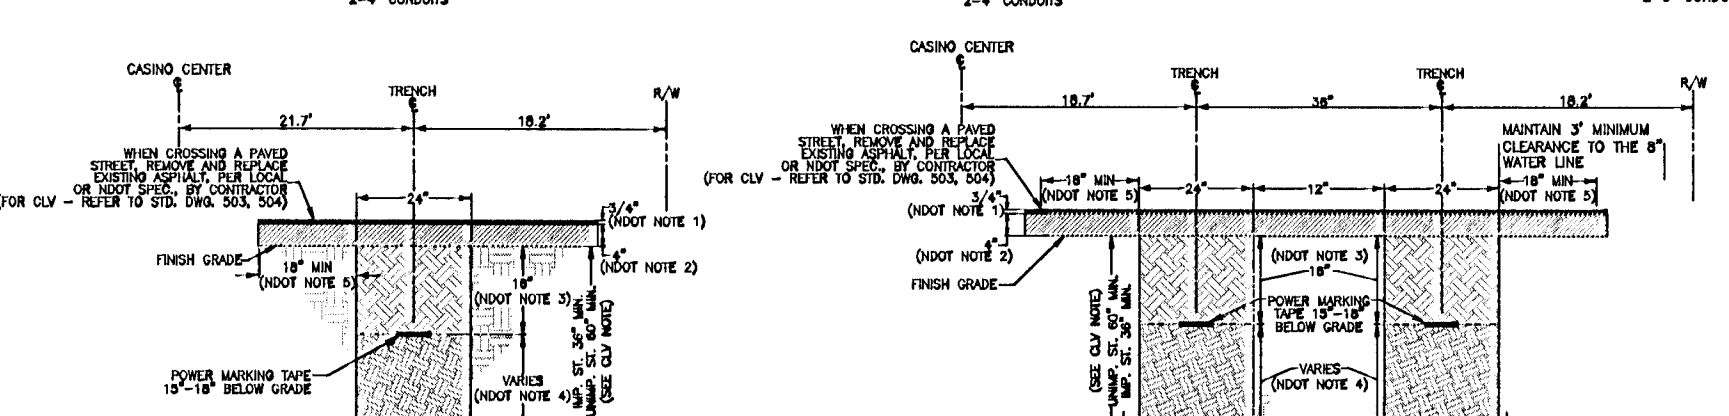 2-4" CONDUITS
CASINO CENTER
TRENCH
R/W
21.7'
18.2'
WHEN CROSSING A PAVED
STREET, REMOVE AND REPLACE
EXISTING ASPHALT, PER LOCAL
OR NDOT SPEC., BY CONTRACTOR
(FOR CLV - REFER TO STD. DWG. 503, 504)
24"
3/4"
(NDOT NOTE 1)
4"
(NDOT NOTE 2)
FINISH GRADE
18" MIN
(NDOT NOTE 5)
18"
(NDOT NOTE 3)
POWER MARKING TAPE
15"-18" BELOW GRADE
VARIES
(NDOT NOTE 4)
IMP. ST. 36" MIN.
UNIMP. ST. 60" MIN.
(SEE CLV NOTE)
2-4" CONDUITS
CASINO CENTER
TRENCH
TRENCH
R/W
18.7'
36"
18.2'
WHEN CROSSING A PAVED
STREET, REMOVE AND REPLACE
EXISTING ASPHALT, PER LOCAL
OR NDOT SPEC., BY CONTRACTOR
(FOR CLV - REFER TO STD. DWG. 503, 504)
MAINTAIN 3' MINIMUM
CLEARANCE TO THE 8"
WATER LINE
18" MIN
(NDOT NOTE 5)
24"
12"
24"
18" MIN
(NDOT NOTE 5)
3/4"
(NDOT NOTE 1)
4"
(NDOT NOTE 2)
FINISH GRADE
(NDOT NOTE 3)
18"
POWER MARKING
TAPE 15"-18"
BELOW GRADE
VARIES
(NDOT NOTE 4)
(SEE CLV NOTE)
UNIMP. ST. 60" MIN.
IMP. ST. 36" MIN.